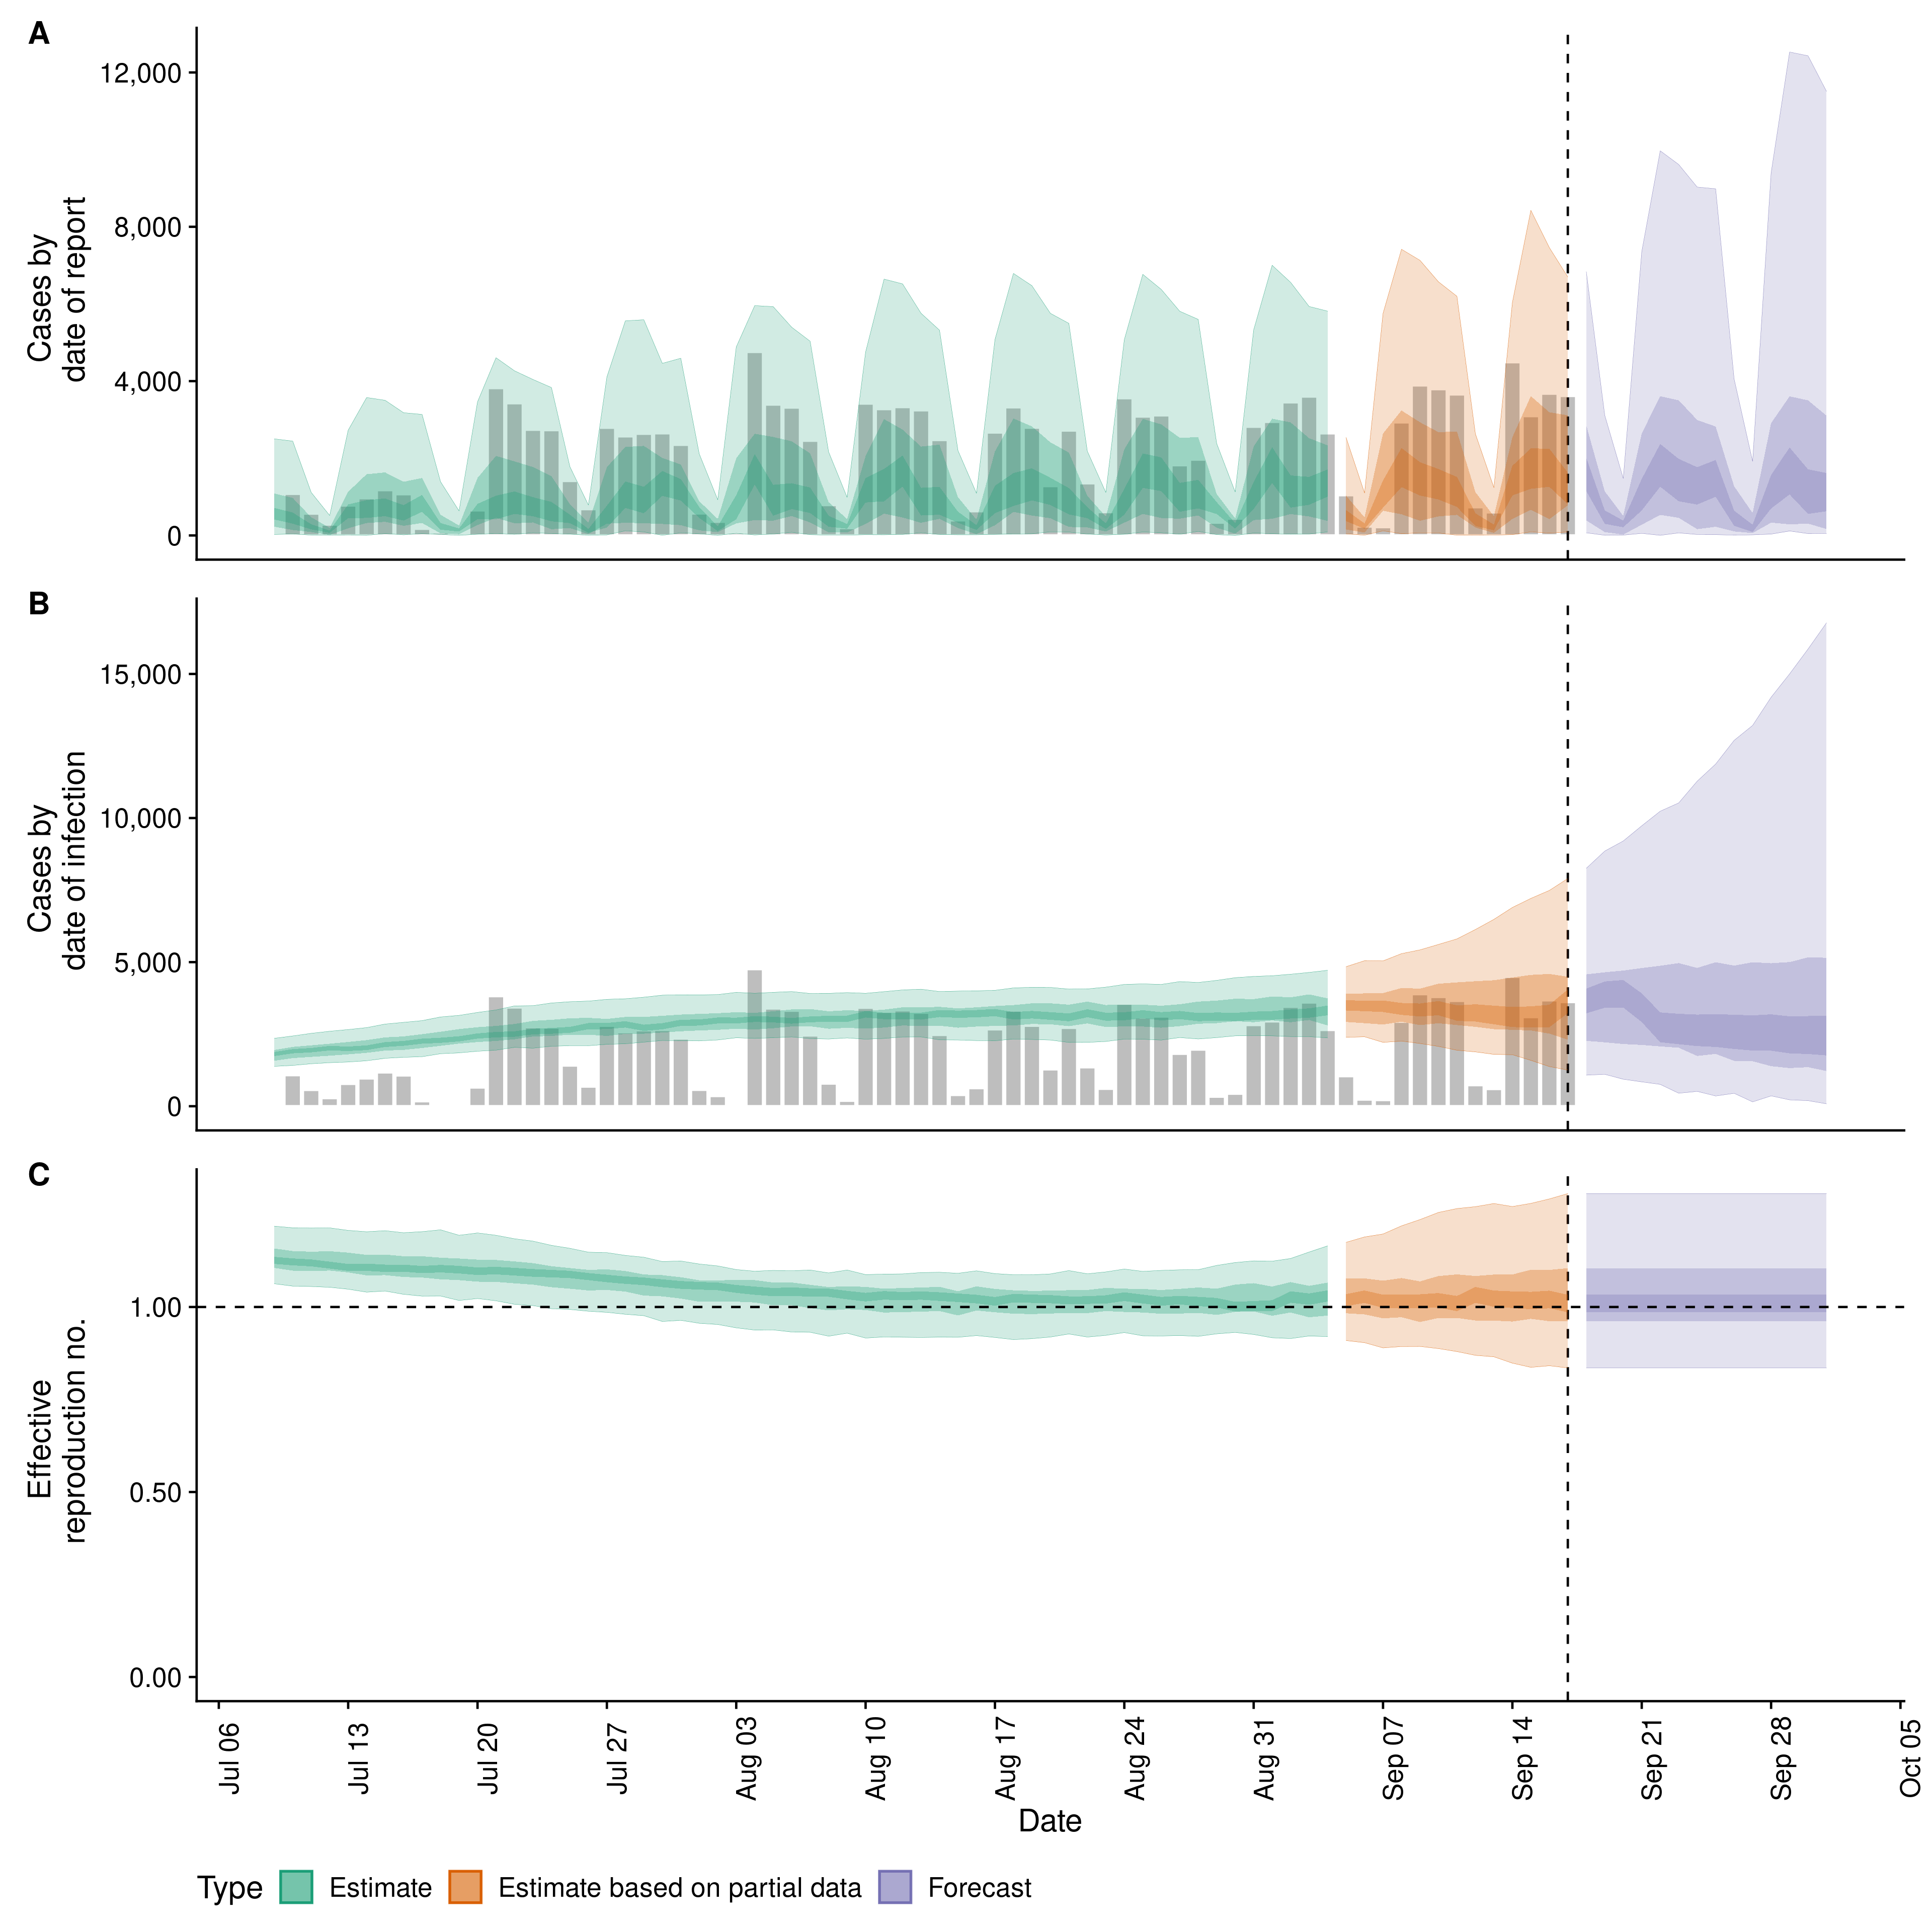 A
Cases by
date of report
12,000
8,000
4,000
0
B
Cases by
date of infection
15,000
10,000
5,000
0
C
Effective
reproduction no.
1.00
0.50
0.00
Jul 06
Jul 13
Jul 20
Jul 27
Aug 03
Aug 10
Aug 17
Aug 24
Aug 31
Sep 07
Sep 14
Sep 21
Sep 28
Oct 05
Date
Type Estimate Estimate based on partial data Forecast